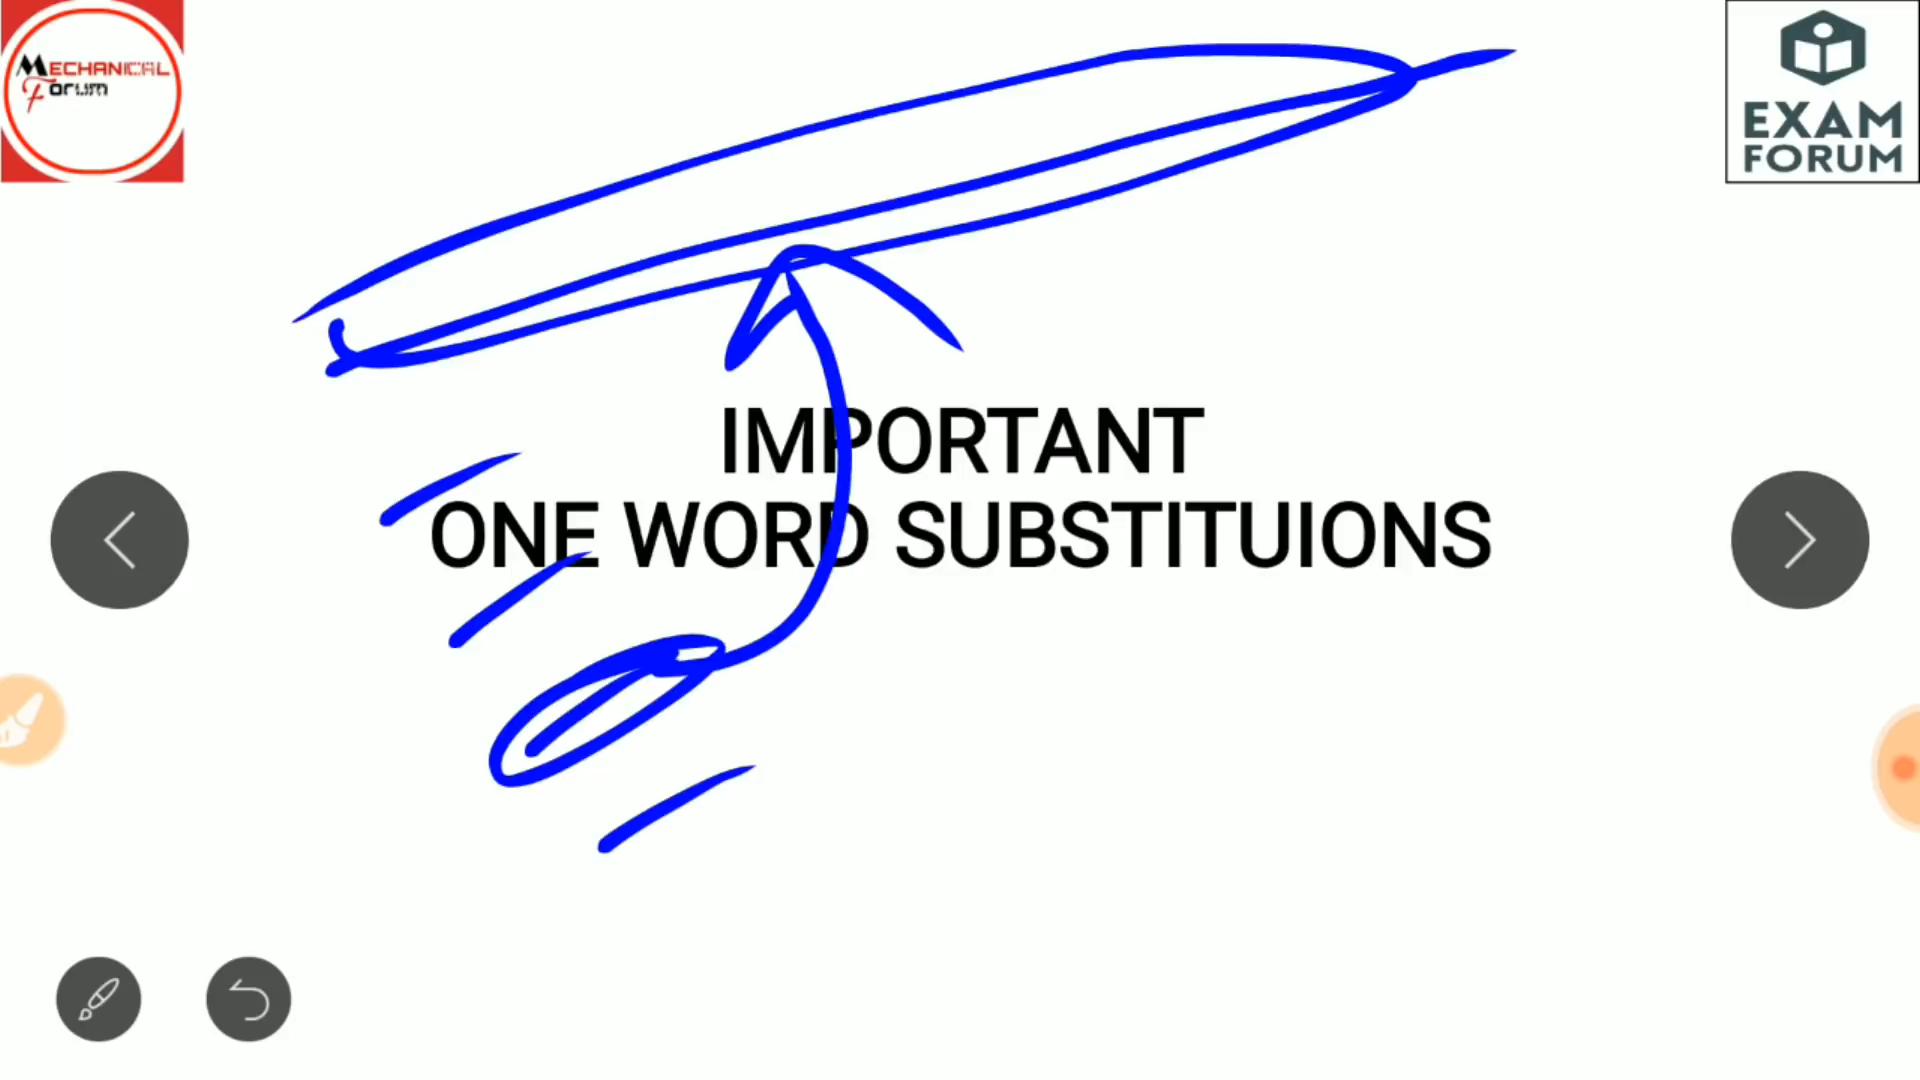 MECHANICAL
Forum
EXAM
FORUM
IMPORTANT
ONE WORD SUBSTITUIONS